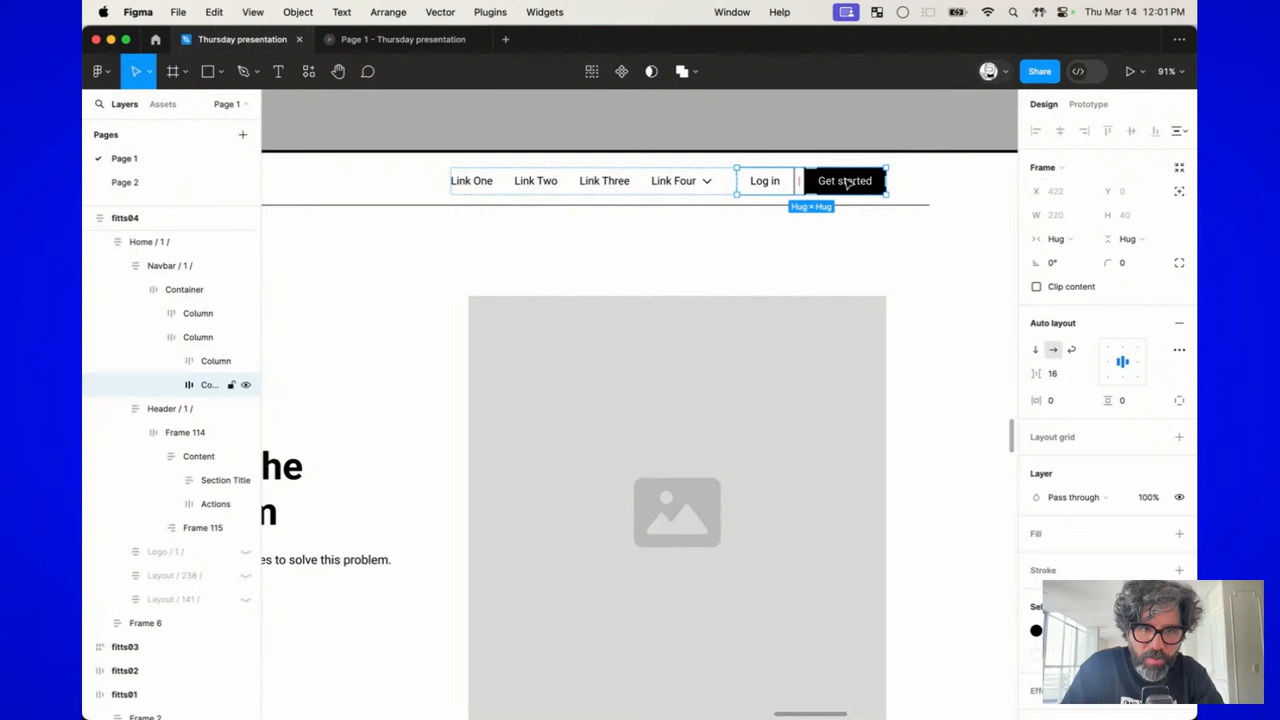 Figma File Edit View Object Text Arrange Vector Plugins Widgets Window Help Thu Mar 14 12:01 PM
Thursday presentation Page 1 - Thursday presentation
Share 91%
Layers Assets Page 1
Pages
Page 1
Page 2
fitts04
Home / 1 /
Navbar / 1 /
Container
Column
Column
Column
Co...
Header / 1 /
Frame 114
Content
Section Title
Actions
Frame 115
Logo / 1 /
Layout / 238 /
Layout / 141 /
Frame 6
fitts03
fitts02
fitts01
Frame 2
Link One Link Two Link Three Link Four Log in Get started
Hug × Hug
he
n
es to solve this problem.
Design Prototype
Frame
X 422 Y 0
W 220 H 40
Hug Hug
0° 0
Clip content
Auto layout
16
0 0
Layout grid
Layer
Pass through 100%
Fill
Stroke
Sel
Effe